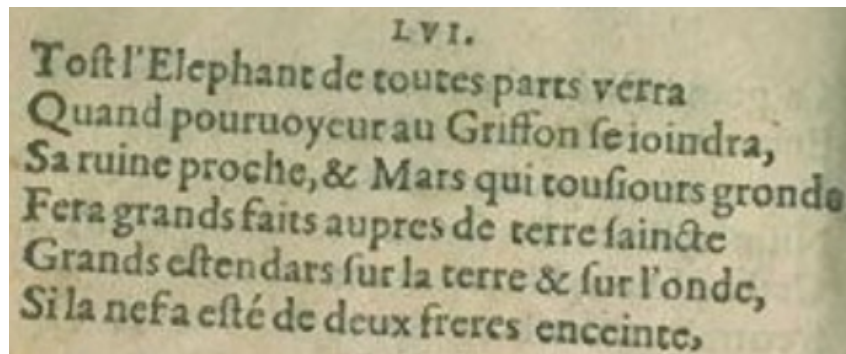 LVI.
Toſt l'Elephant de toutes parts verra
Quand pouruoyeur au Griffon ſe ioindra,
Sa ruine proche, & Mars qui touſiours gronde
Fera grands faits aupres de terre ſaincte
Grands eſtendars ſur la terre & ſur l'onde,
Si la nef a eſté de deux freres enceinte,